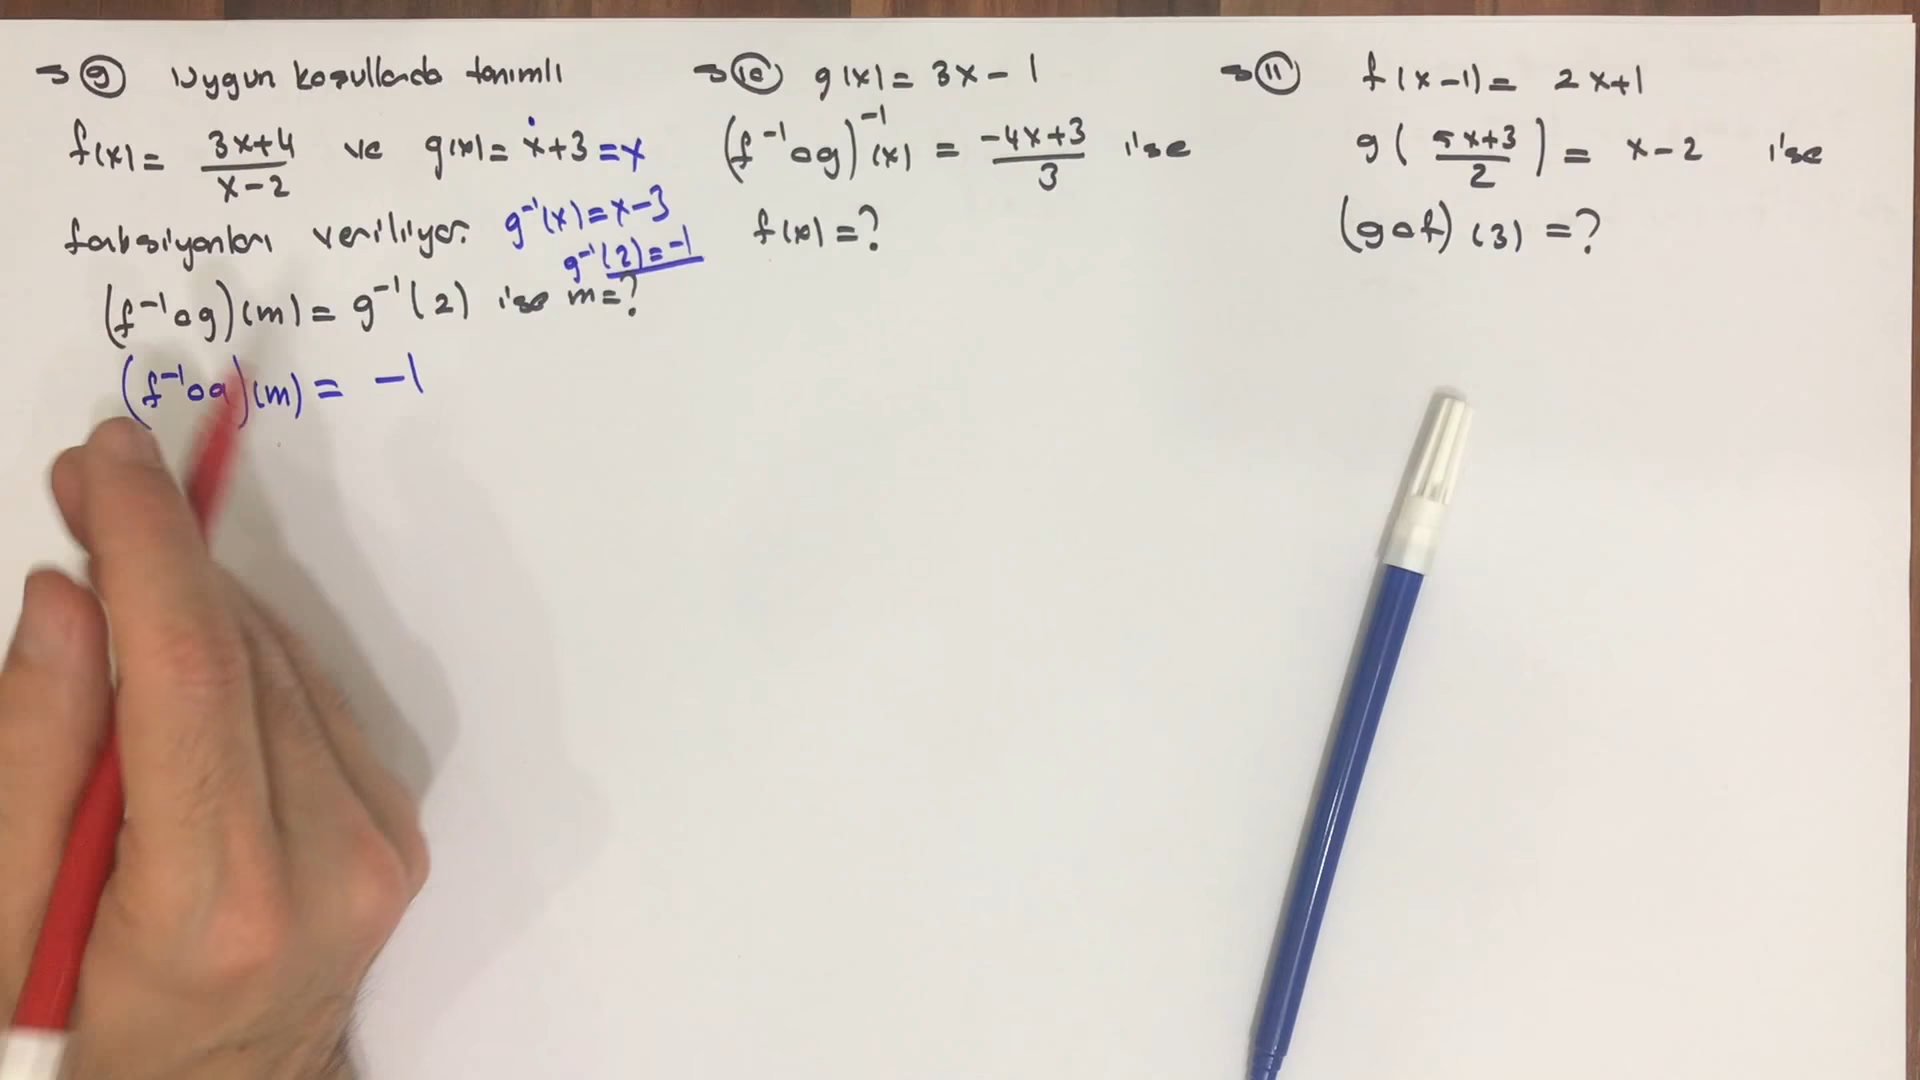 → 9 Uygun koşullarda tanımlı
f(x) = (3x+4)/(x-2) ve g(x) = x+3 = x
fonksiyonları veriliyor. g⁻¹(x) = x-3
g⁻¹(2) = -1
(f⁻¹og)(m) = g⁻¹(2) ise m=?
(f⁻¹og)(m) = -1
→ 10 g(x) = 3x-1
(f⁻¹og)⁻¹(x) = (-4x+3)/3 ise
f(x) = ?
→ 11 f(x-1) = 2x+1
g((5x+3)/2) = x-2 ise
(gof)(3) = ?